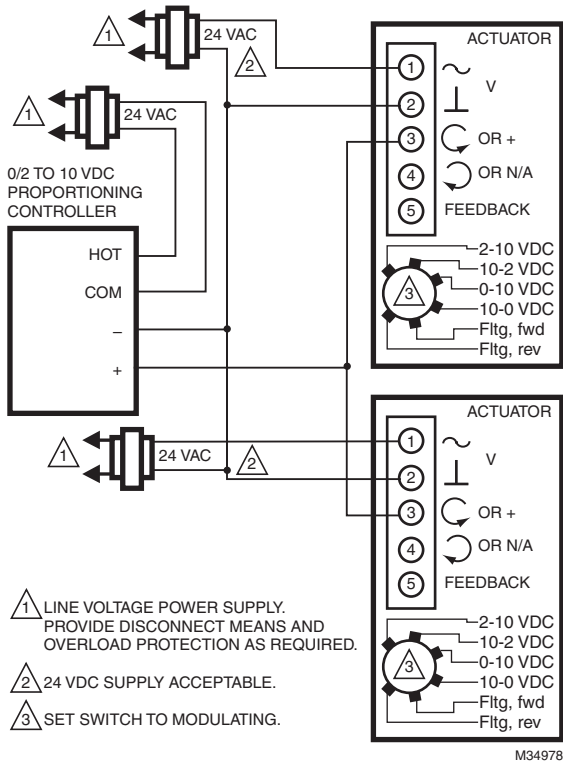 1
24 VAC
2
1
24 VAC
0/2 TO 10 VDC
PROPORTIONING
CONTROLLER
HOT
COM
–
+
1
24 VAC
2
ACTUATOR
1
V
2
3 OR +
4 OR N/A
5 FEEDBACK
2-10 VDC
10-2 VDC
3
0-10 VDC
10-0 VDC
Fltg, fwd
Fltg, rev
ACTUATOR
1
V
2
3 OR +
4 OR N/A
5 FEEDBACK
2-10 VDC
10-2 VDC
3
0-10 VDC
10-0 VDC
Fltg, fwd
Fltg, rev
1 LINE VOLTAGE POWER SUPPLY.
PROVIDE DISCONNECT MEANS AND
OVERLOAD PROTECTION AS REQUIRED.
2 24 VDC SUPPLY ACCEPTABLE.
3 SET SWITCH TO MODULATING.
M34978